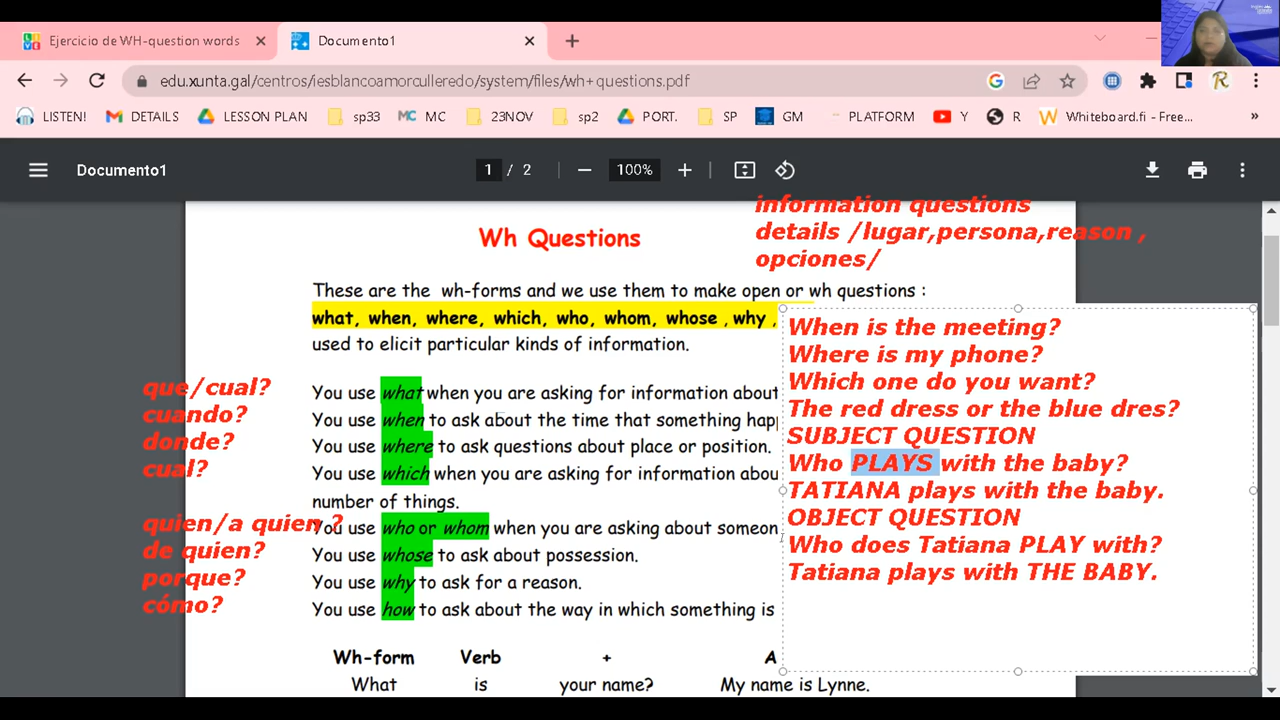 Ejercicio de WH-question words
Documento1
edu.xunta.gal/centros/iesblancoamorculleredo/system/files/wh+questions.pdf
LISTEN! DETAILS LESSON PLAN sp33 MC MC 23NOV sp2 PORT. SP GM PLATFORM Y R Whiteboard.fi - Free...
Documento1
1 / 2
100%
information questions
details /lugar,persona,reason ,
opciones/
Wh Questions
These are the wh-forms and we use them to make open or wh questions :
what, when, where, which, who, whom, whose , why ,
used to elicit particular kinds of information.
You use what when you are asking for information about
You use when to ask about the time that something hap
You use where to ask questions about place or position.
You use which when you are asking for information abou
number of things.
You use who or whom when you are asking about someon
You use whose to ask about possession.
You use why to ask for a reason.
You use how to ask about the way in which something is
que/cual?
cuando?
donde?
cual?
quien/a quien ?
de quien?
porque?
cómo?
When is the meeting?
Where is my phone?
Which one do you want?
The red dress or the blue dres?
SUBJECT QUESTION
Who PLAYS with the baby?
TATIANA plays with the baby.
OBJECT QUESTION
Who does Tatiana PLAY with?
Tatiana plays with THE BABY.
Wh-form Verb + A
What is your name? My name is Lynne.